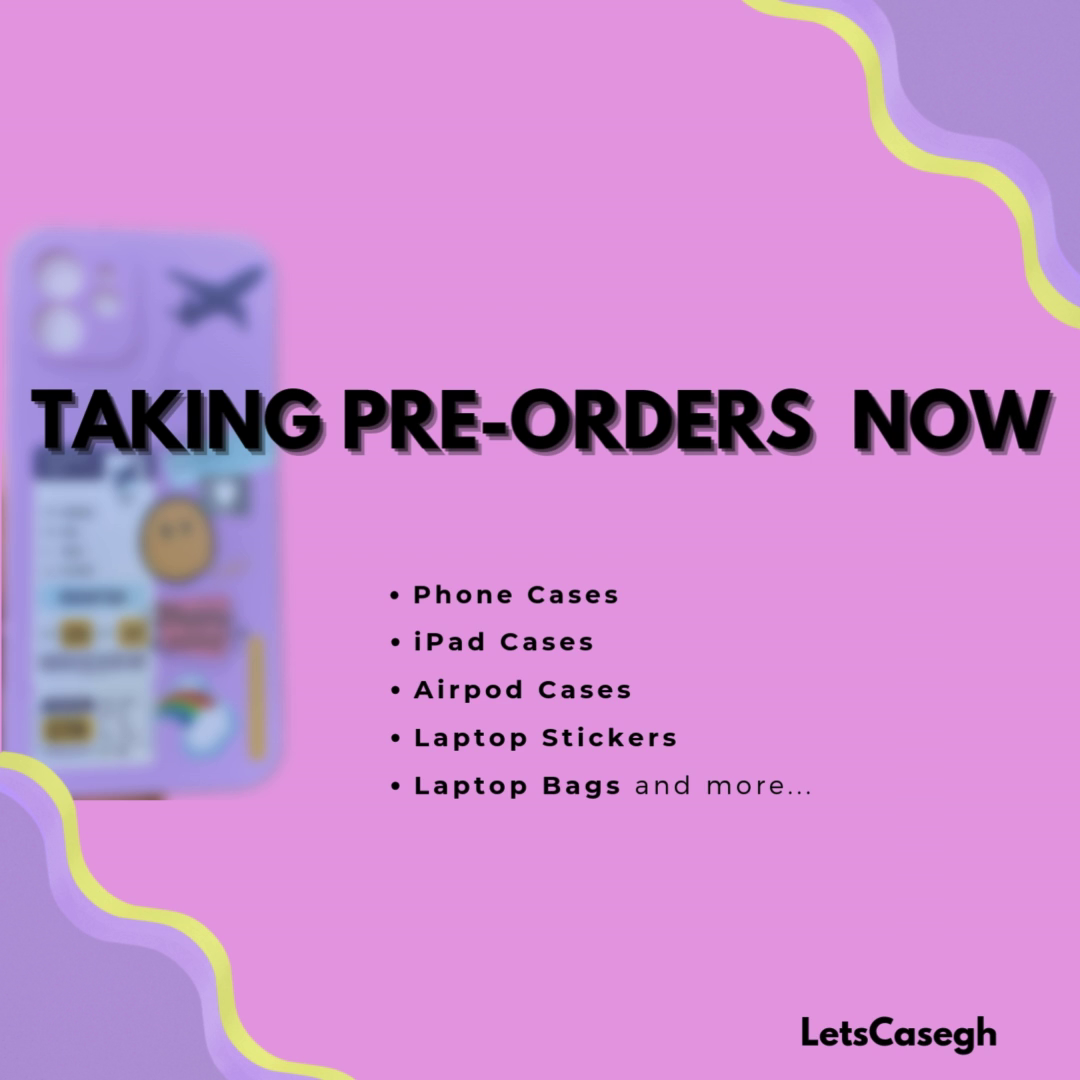 TAKING PRE-ORDERS  NOW
• Phone Cases
• iPad Cases
• Airpod Cases
• Laptop Stickers
• Laptop Bags and more...
LetsCasegh